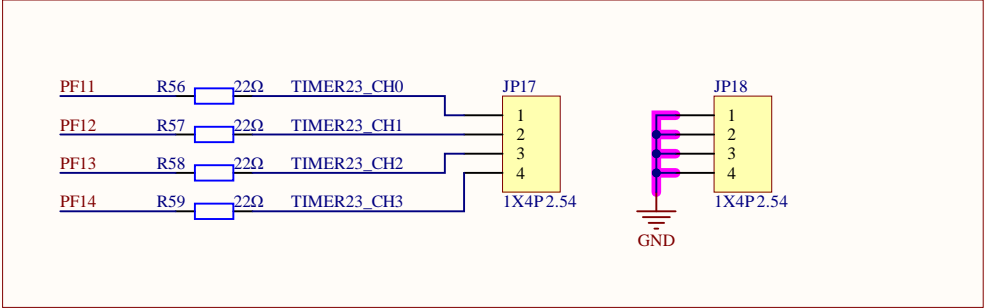 JP17 JP18
PF11 R56 22Ω TIMER23_CH0
1 1
PF12 R57 22Ω TIMER23_CH1
2 2
3 3
PF13 R58 22Ω TIMER23_CH2
4 4
PF14 R59 22Ω TIMER23_CH3
1X4P 2.54 1X4P 2.54
GND